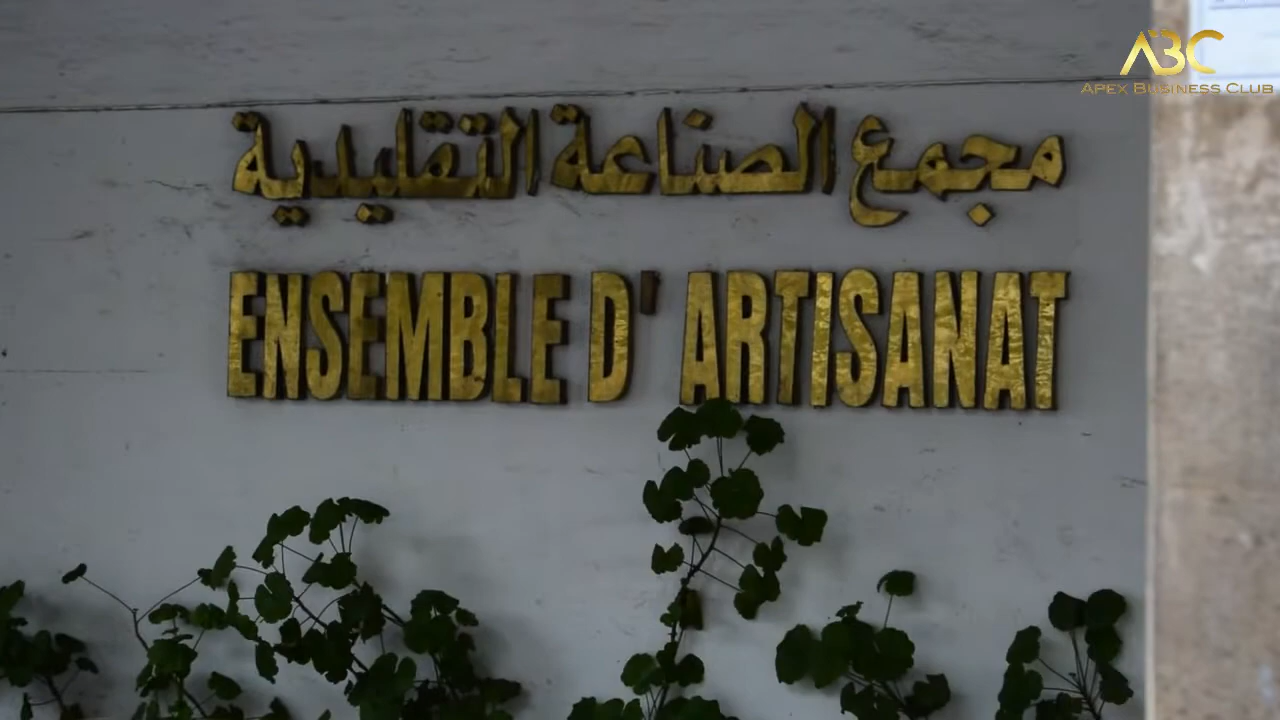 ABC
APEX BUSINESS CLUB
مجمع الصناعة التقليدية
ENSEMBLE D' ARTISANAT